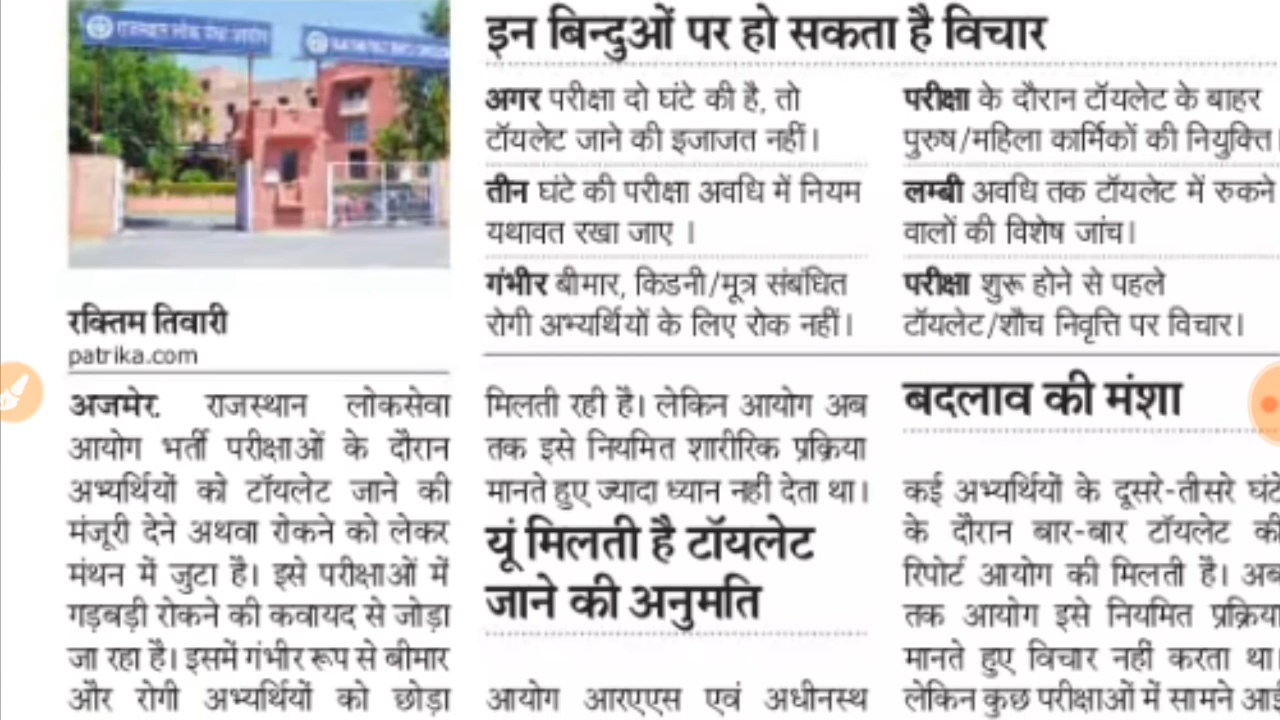 राजस्थान लोक सेवा आयोग
रक्तिम तिवारी
patrika.com
अजमेर. राजस्थान लोकसेवा
आयोग भर्ती परीक्षाओं के दौरान
अभ्यर्थियों को टॉयलेट जाने की
मंजूरी देने अथवा रोकने को लेकर
मंथन में जुटा है। इसे परीक्षाओं में
गड़बड़ी रोकने की कवायद से जोड़ा
जा रहा है। इसमें गंभीर रूप से बीमार
और रोगी अभ्यर्थियों को छोड़ा
इन बिन्दुओं पर हो सकता है विचार
अगर परीक्षा दो घंटे की है, तो
टॉयलेट जाने की इजाजत नहीं।
तीन घंटे की परीक्षा अवधि में नियम
यथावत रखा जाए ।
गंभीर बीमार, किडनी/मूत्र संबंधित
रोगी अभ्यर्थियों के लिए रोक नहीं।
परीक्षा के दौरान टॉयलेट के बाहर
पुरुष/महिला कार्मिकों की नियुक्ति।
लम्बी अवधि तक टॉयलेट में रुकने
वालों की विशेष जांच।
परीक्षा शुरू होने से पहले
टॉयलेट/शौच निवृत्ति पर विचार।
मिलती रही है। लेकिन आयोग अब
तक इसे नियमित शारीरिक प्रक्रिया
मानते हुए ज्यादा ध्यान नहीं देता था।
यूं मिलती है टॉयलेट
जाने की अनुमति
आयोग आरएएस एवं अधीनस्थ
बदलाव की मंशा
कई अभ्यर्थियों के दूसरे-तीसरे घंटे
के दौरान बार-बार टॉयलेट की
रिपोर्ट आयोग को मिलती है। अब
तक आयोग इसे नियमित प्रक्रिया
मानते हुए विचार नहीं करता था।
लेकिन कुछ परीक्षाओं में सामने आई